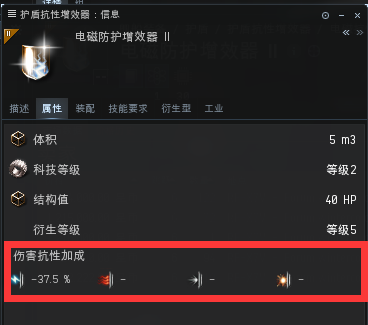 护盾抗性增效器：信息
II
电磁防护增效器 II
描述 属性 装配 技能要求 衍生型 工业
体积 5 m3
科技等级 等级2
结构值 40 HP
衍生等级 等级5
伤害抗性加成
-37.5 % - - -